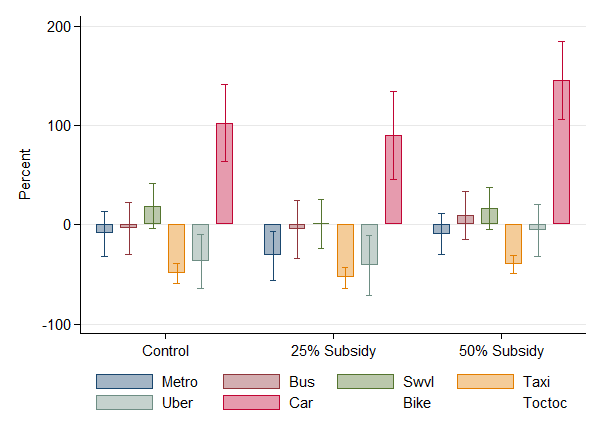 200
100
0
-100
Percent
Control 25% Subsidy 50% Subsidy
Metro Bus Swvl Taxi
Uber Car Bike Toctoc